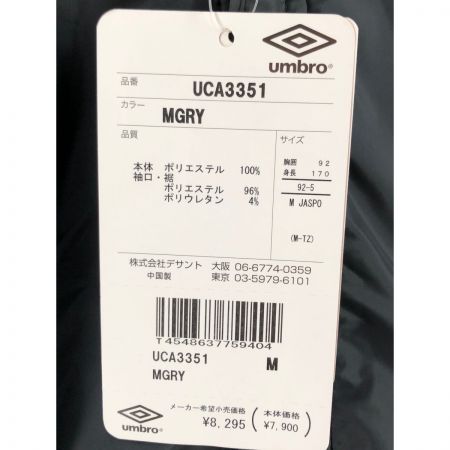 umbro®
品番 UCA3351
カラー MGRY
品質
サイズ
本体 ポリエステル 100%
袖口・裾
ポリエステル 96%
ポリウレタン 4%
胸囲 92
身長 170
92-5
M JASPO
(M-TZ)
株式会社デサント 大阪 06-6774-0359
中国製 東京 03-5979-6101
T4548637759404
UCA3351 M
MGRY
umbro®
メーカー希望小売価格 ¥8,295 (本体価格 ¥7,900)